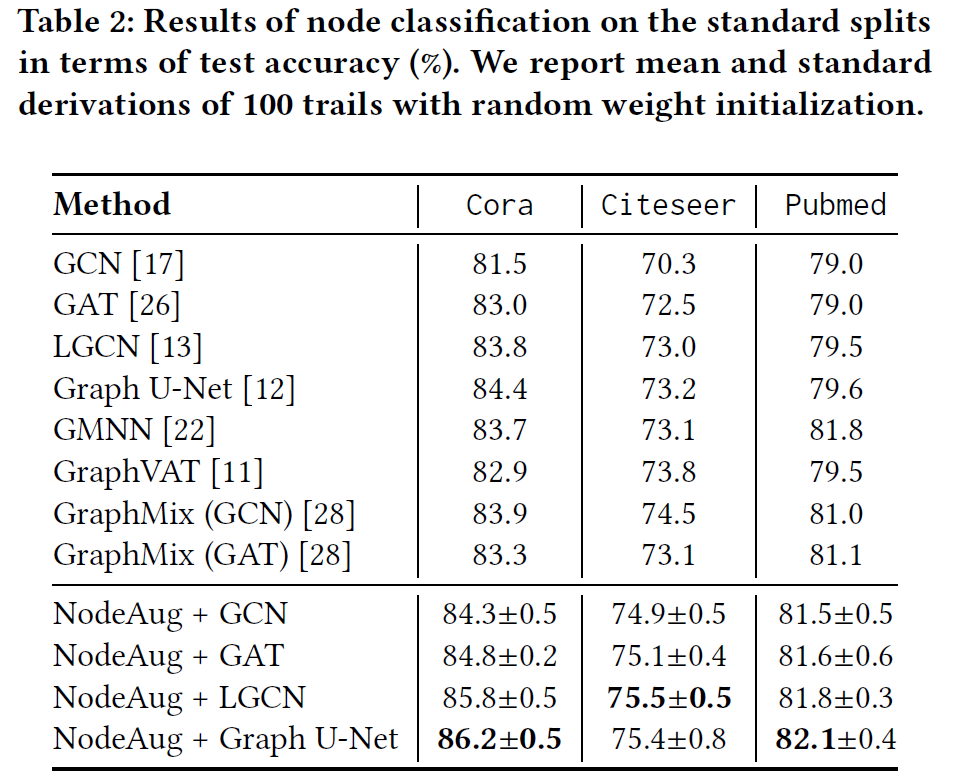 Table 2: Results of node classification on the standard splits
in terms of test accuracy (%). We report mean and standard
derivations of 100 trails with random weight initialization.
Method Cora Citeseer Pubmed
GCN [17] 81.5 70.3 79.0
GAT [26] 83.0 72.5 79.0
LGCN [13] 83.8 73.0 79.5
Graph U-Net [12] 84.4 73.2 79.6
GMNN [22] 83.7 73.1 81.8
GraphVAT [11] 82.9 73.8 79.5
GraphMix (GCN) [28] 83.9 74.5 81.0
GraphMix (GAT) [28] 83.3 73.1 81.1
NodeAug + GCN 84.3±0.5 74.9±0.5 81.5±0.5
NodeAug + GAT 84.8±0.2 75.1±0.4 81.6±0.6
NodeAug + LGCN 85.8±0.5 75.5±0.5 81.8±0.3
NodeAug + Graph U-Net 86.2±0.5 75.4±0.8 82.1±0.4